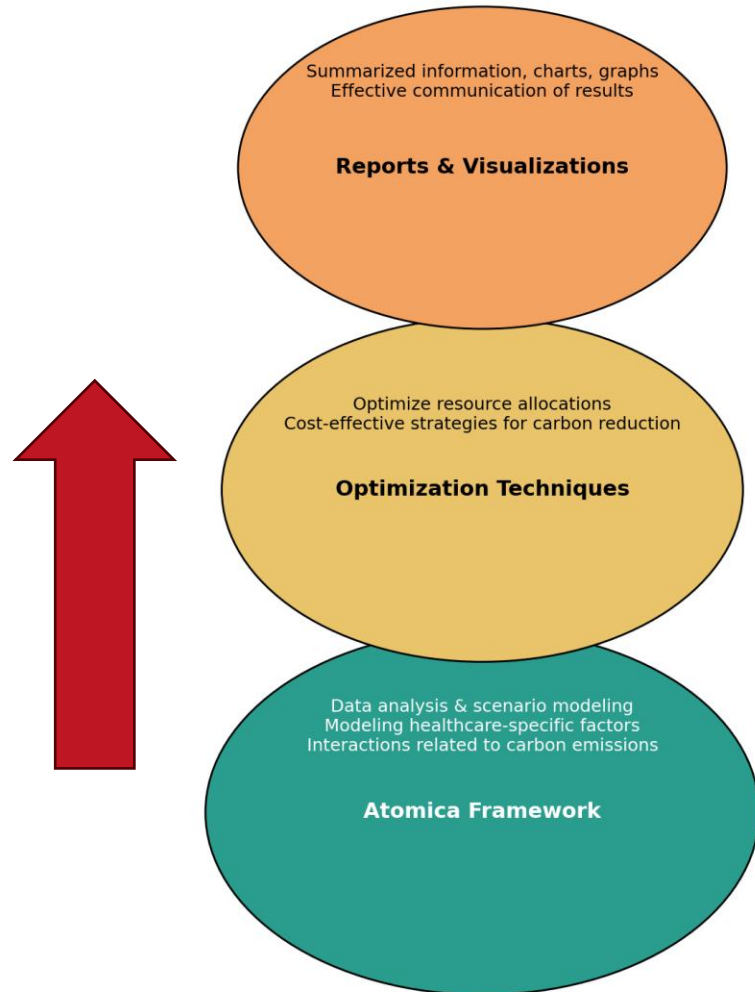 Summarized information, charts, graphs
Effective communication of results
Reports & Visualizations
Optimize resource allocations
Cost-effective strategies for carbon reduction
Optimization Techniques
Data analysis & scenario modeling
Modeling healthcare-specific factors
Interactions related to carbon emissions
Atomica Framework